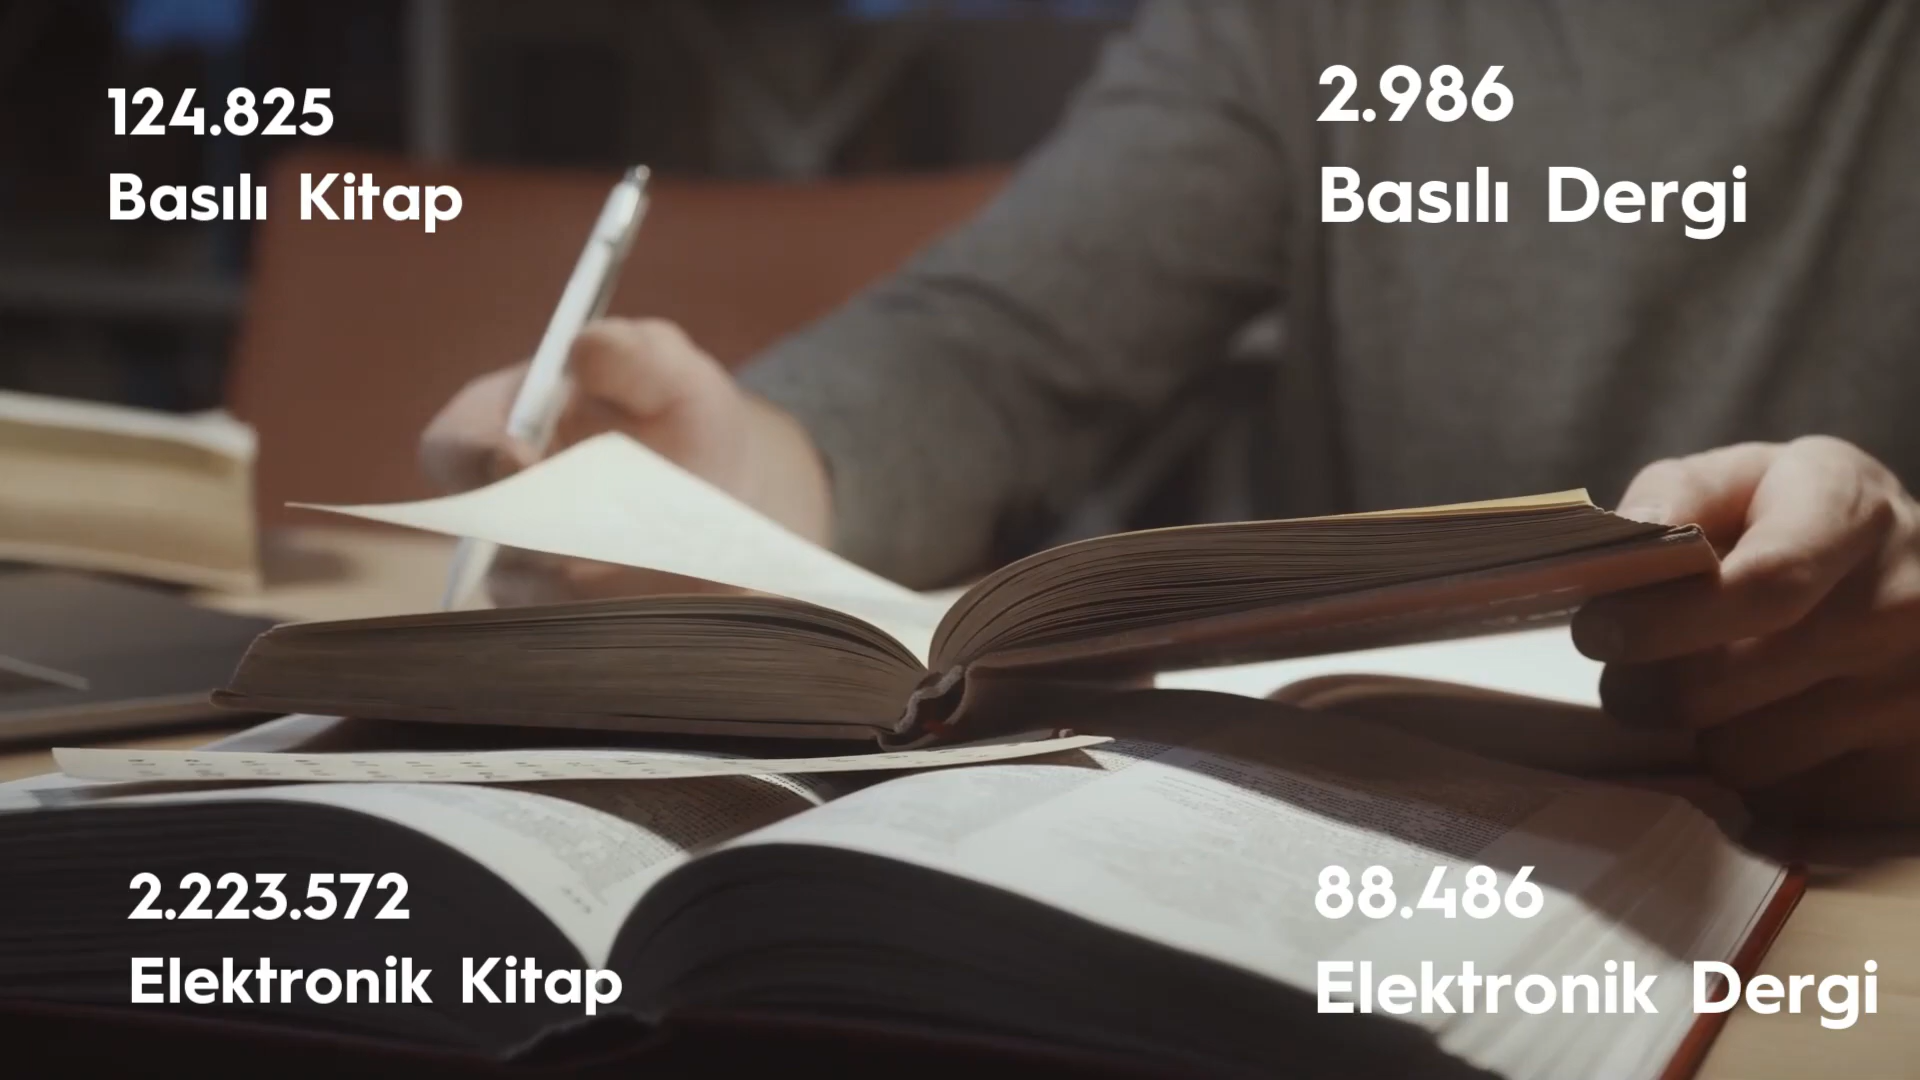 124.825
Basılı Kitap
2.986
Basılı Dergi
2.223.572
Elektronik Kitap
88.486
Elektronik Dergi